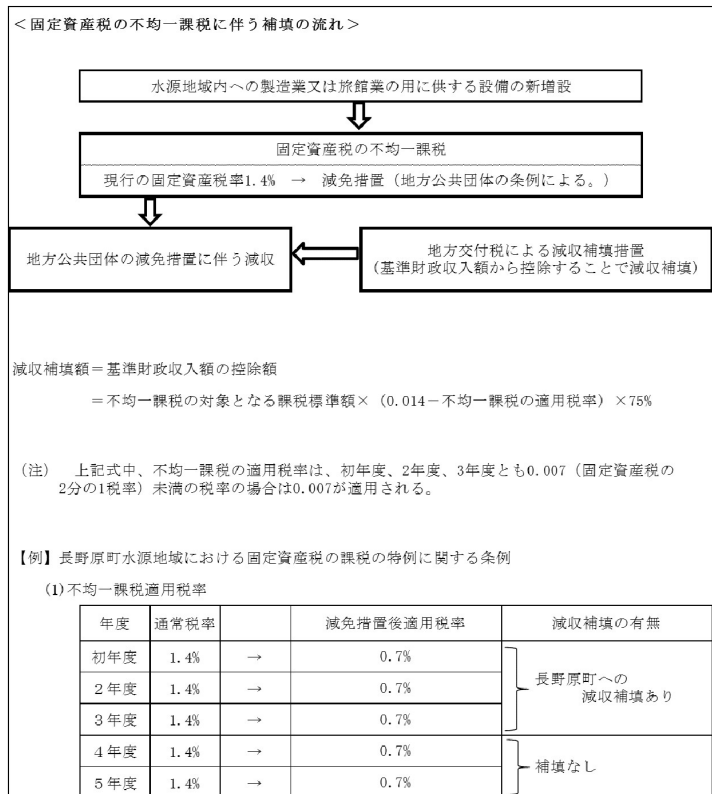 ＜固定資産税の不均一課税に伴う補填の流れ＞
水源地域内への製造業又は旅館業の用に供する設備の新増設
固定資産税の不均一課税
現行の固定資産税率1.4% → 減免措置（地方公共団体の条例による。）
地方公共団体の減免措置に伴う減収
地方交付税による減収補填措置
（基準財政収入額から控除することで減収補填）
減収補填額＝基準財政収入額の控除額
＝不均一課税の対象となる課税標準額×（0.014－不均一課税の適用税率）×75%
（注） 上記式中、不均一課税の適用税率は、初年度、2年度、3年度とも0.007（固定資産税の
2分の1税率）未満の税率の場合は0.007が適用される。
【例】長野原町水源地域における固定資産税の課税の特例に関する条例
(1)不均一課税適用税率
年度 通常税率 減免措置後適用税率 減収補填の有無
初年度 1.4% → 0.7%
２年度 1.4% → 0.7%
３年度 1.4% → 0.7%
長野原町への
減収補填あり
４年度 1.4% → 0.7%
５年度 1.4% → 0.7%
補填なし